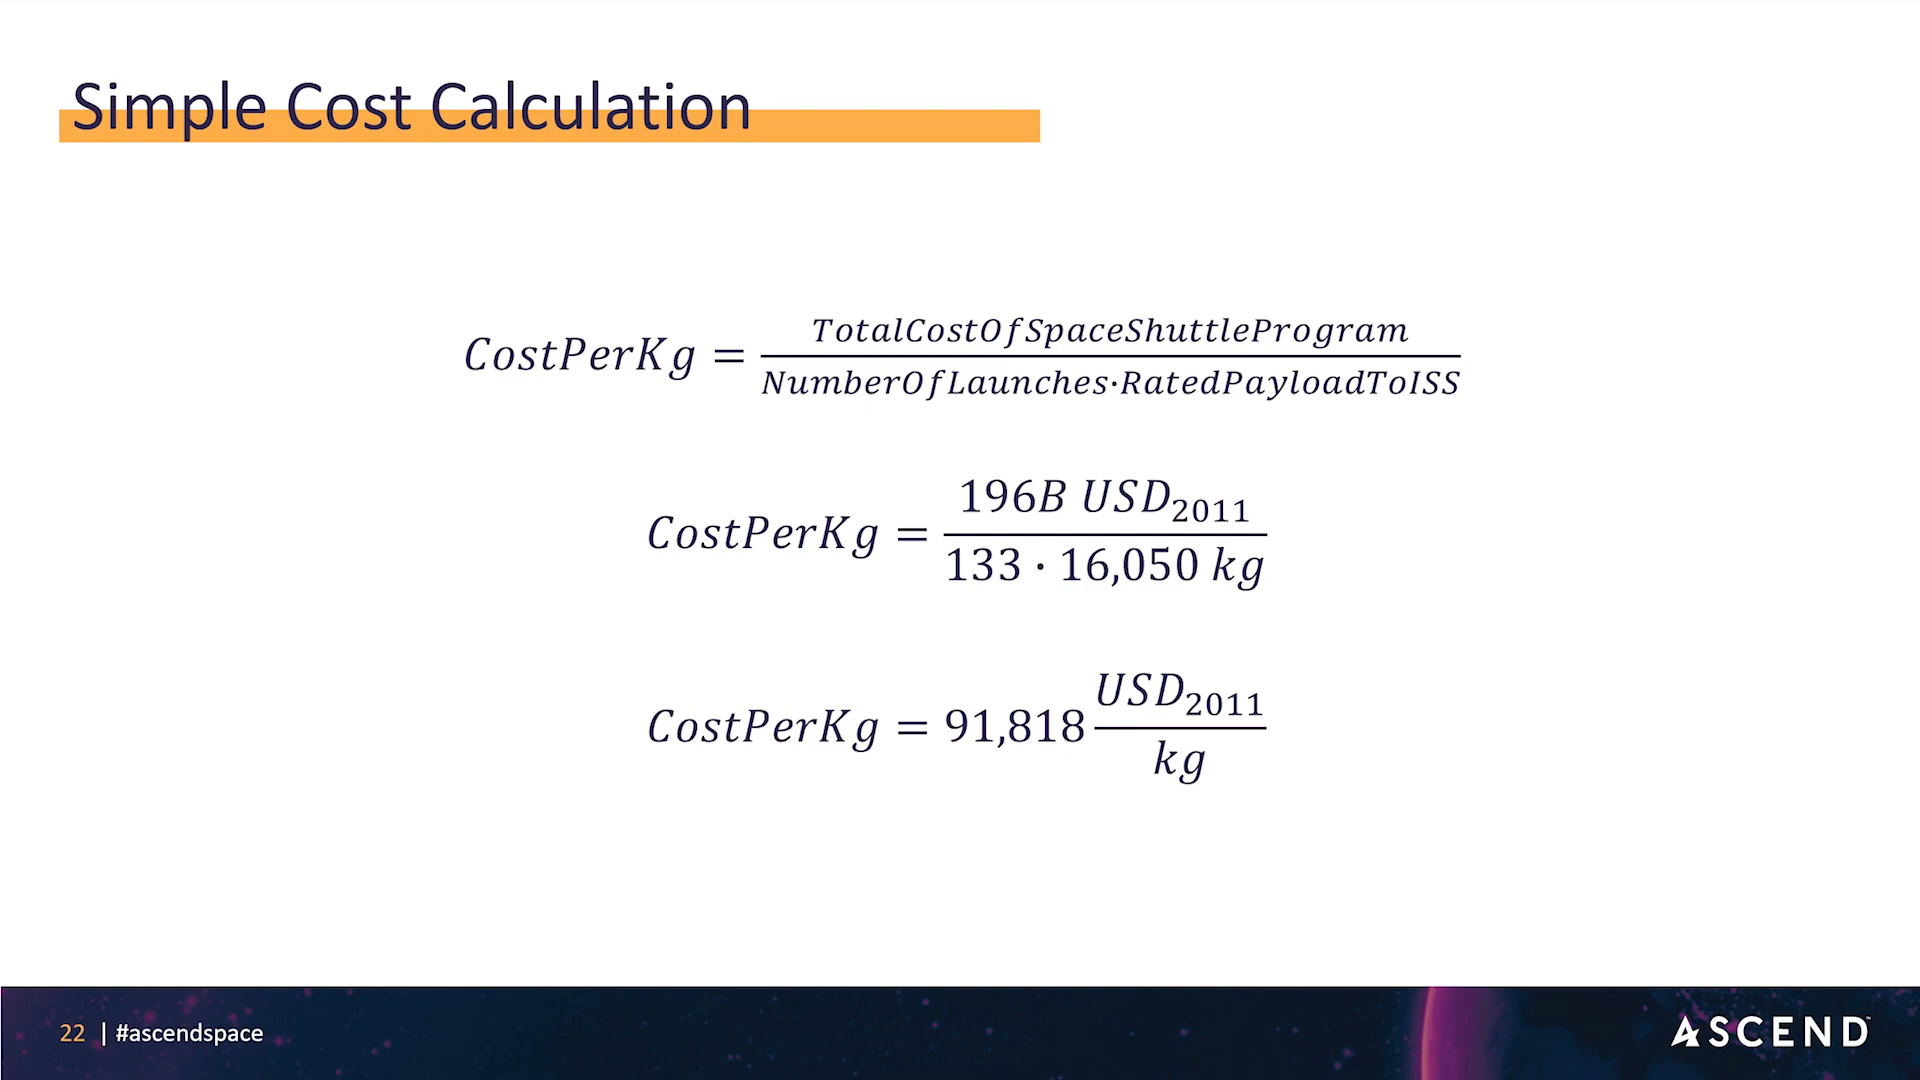 Simple Cost Calculation
CostPerKg = TotalCostOfSpaceShuttleProgram / NumberOfLaunches·RatedPayloadToISS
CostPerKg = 196B USD₂₀₁₁ / 133 · 16,050 kg
CostPerKg = 91,818 USD₂₀₁₁ / kg
22 | #ascendspace
ASCEND™